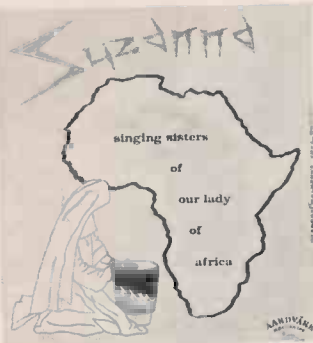 Suzanna
singing sisters
of
our lady
of
africa
AARDVARK